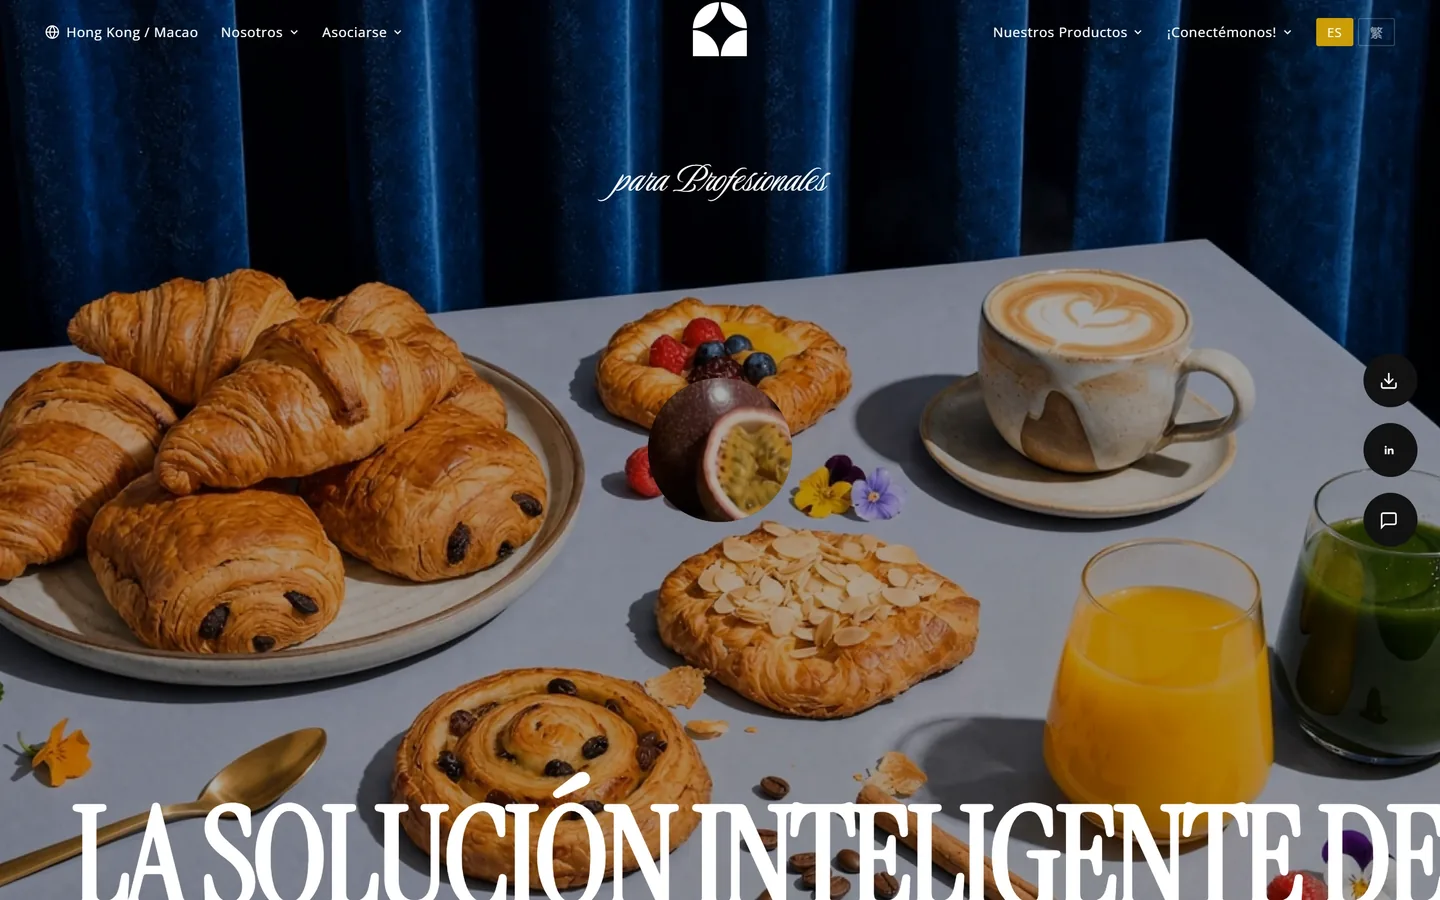 Hong Kong / Macao Nosotros Asociarse Nuestros Productos ¡Conectémonos! ES 繁
para Profesionales
in
LA SOLUCIÓN INTELIGENTE DE